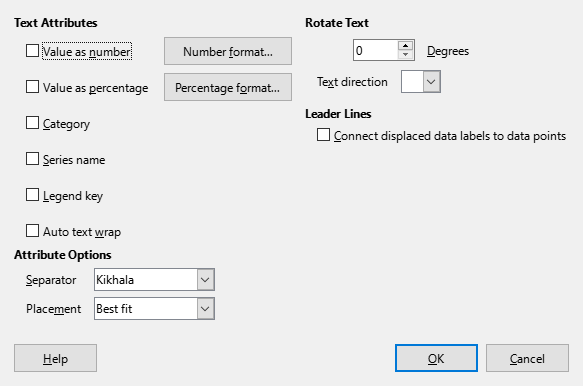 Text Attributes
Value as number
Number format...
Value as percentage
Percentage format...
Category
Series name
Legend key
Auto text wrap
Attribute Options
Separator
Kikhala
Placement
Best fit
Rotate Text
0
Degrees
Text direction
Leader Lines
Connect displaced data labels to data points
Help
OK
Cancel